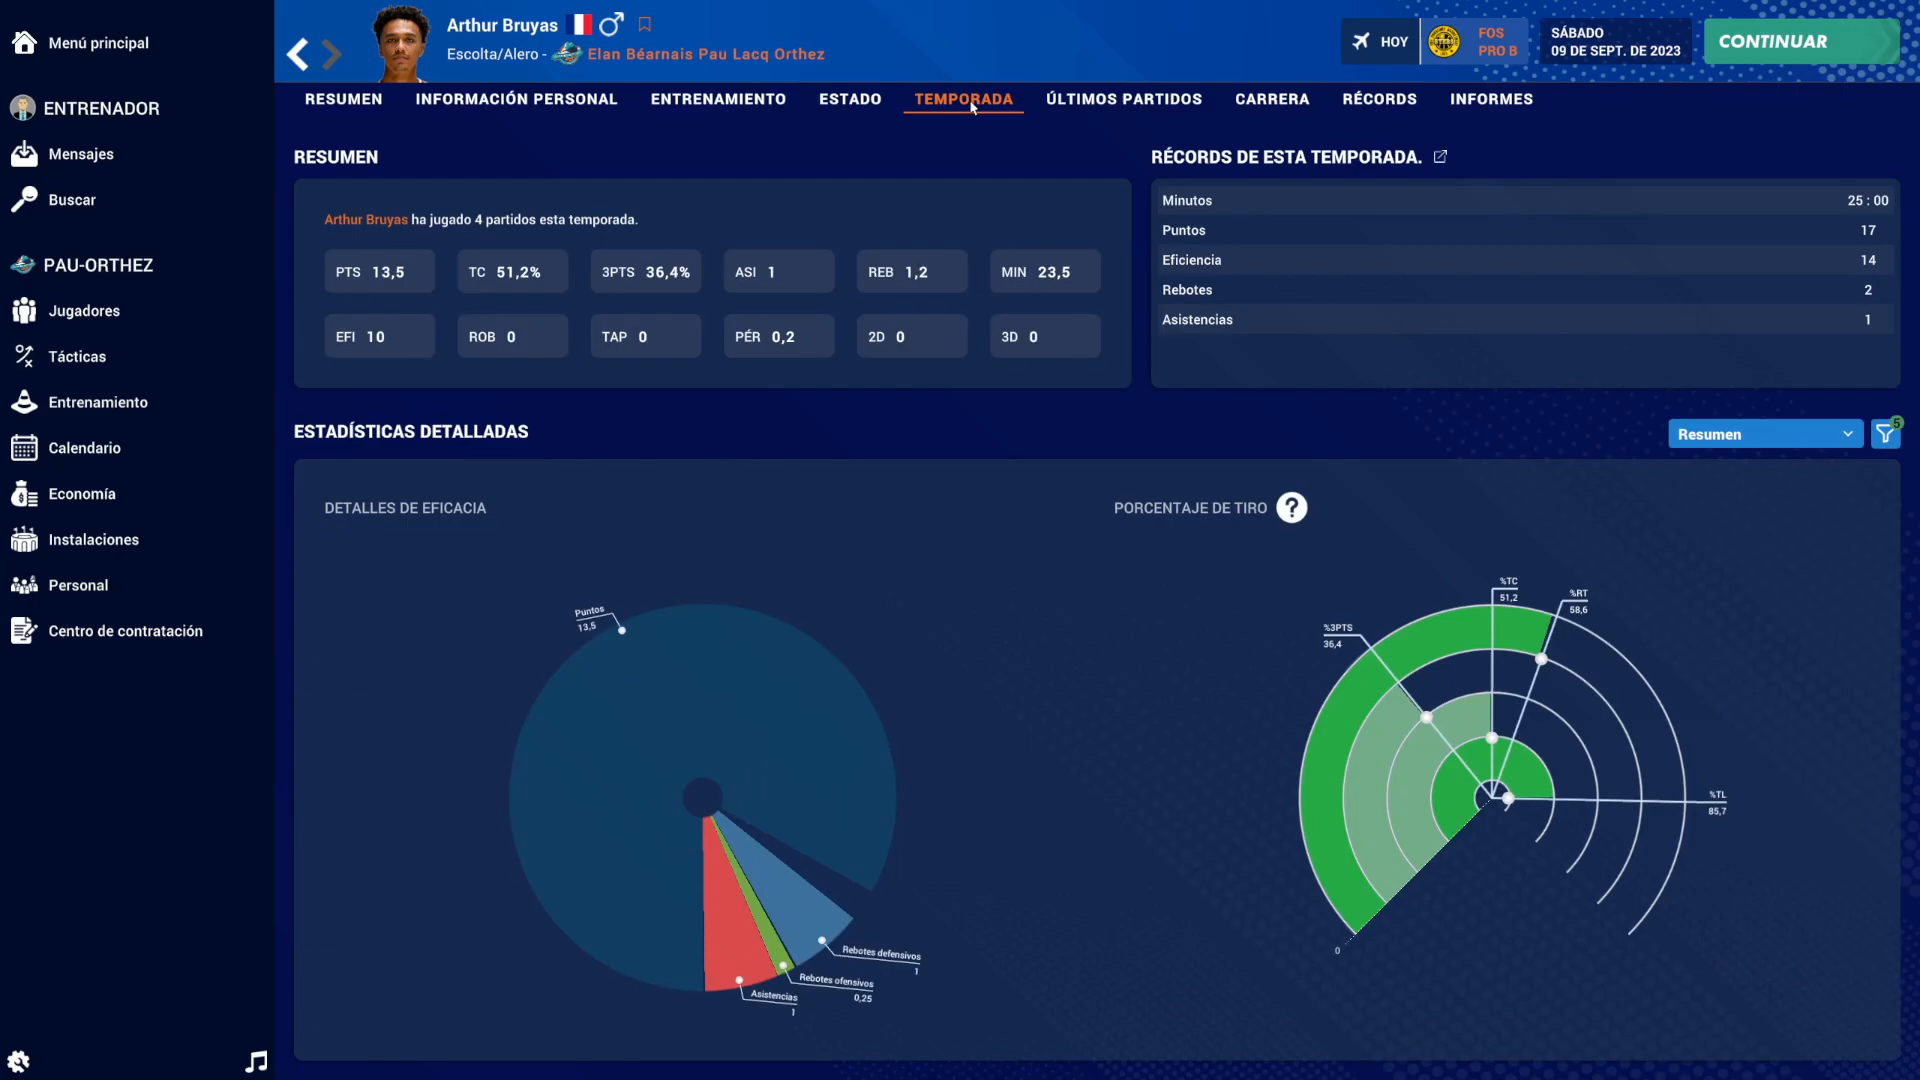 Menú principal
ENTRENADOR
Mensajes
Buscar
PAU-ORTHEZ
Jugadores
Tácticas
Entrenamiento
Calendario
Economía
Instalaciones
Personal
Centro de contratación
Arthur Bruyas
Escolta/Alero - Elan Béarnais Pau Lacq Orthez
HOY
FOS
PRO B
SÁBADO
09 DE SEPT. DE 2023
CONTINUAR
RESUMEN INFORMACIÓN PERSONAL ENTRENAMIENTO ESTADO TEMPORADA ÚLTIMOS PARTIDOS CARRERA RÉCORDS INFORMES
RESUMEN
Arthur Bruyas ha jugado 4 partidos esta temporada.
PTS 13,5 TC 51,2% 3PTS 36,4% ASI 1 REB 1,2 MIN 23,5
EFI 10 ROB 0 TAP 0 PÉR 0,2 2D 0 3D 0
RÉCORDS DE ESTA TEMPORADA.
Minutos 25 : 00
Puntos 17
Eficiencia 14
Rebotes 2
Asistencias 1
ESTADÍSTICAS DETALLADAS
Resumen
5
DETALLES DE EFICACIA
Puntos
13,5
Rebotes defensivos
1
Rebotes ofensivos
0,25
Asistencias
1
PORCENTAJE DE TIRO ?
%TC
51,2
%RT
58,6
%3PTS
36,4
%TL
85,7
0